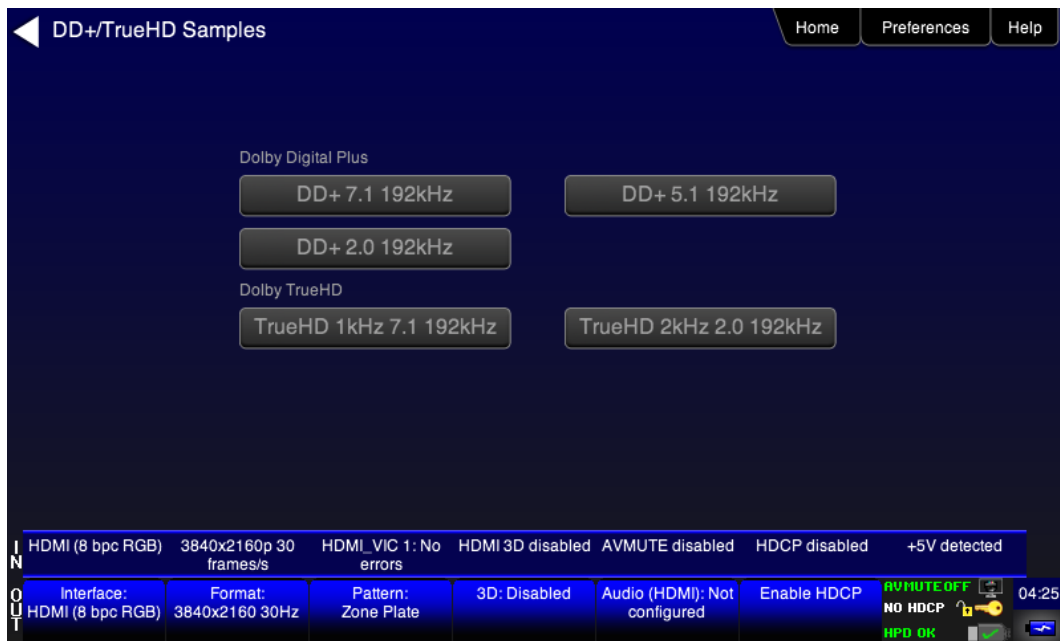 DD+/TrueHD Samples
Home
Preferences
Help
Dolby Digital Plus
DD+ 7.1 192kHz
DD+ 5.1 192kHz
DD+ 2.0 192kHz
Dolby TrueHD
TrueHD 1kHz 7.1 192kHz
TrueHD 2kHz 2.0 192kHz
IN
HDMI (8 bpc RGB)
3840x2160p 30
frames/s
HDMI_VIC 1: No
errors
HDMI 3D disabled
AVMUTE disabled
HDCP disabled
+5V detected
OUT
Interface:
HDMI (8 bpc RGB)
Format:
3840x2160 30Hz
Pattern:
Zone Plate
3D: Disabled
Audio (HDMI): Not
configured
Enable HDCP
AVMUTEOFF
NO HDCP
HPD OK
04:25